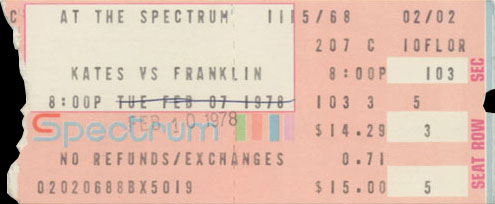 C AT THE SPECTRUM 1115/68 02/02
207 C 10FLOR
KATES VS FRANKLIN 8:00P 103 SEC
8:00P TUE FEB 07 1978 103 3 5
FEB 10 1978
Spectrum $14.29 3
NO REFUNDS/EXCHANGES 0.71
02020688BX5019 $15.00 5 SEAT ROW